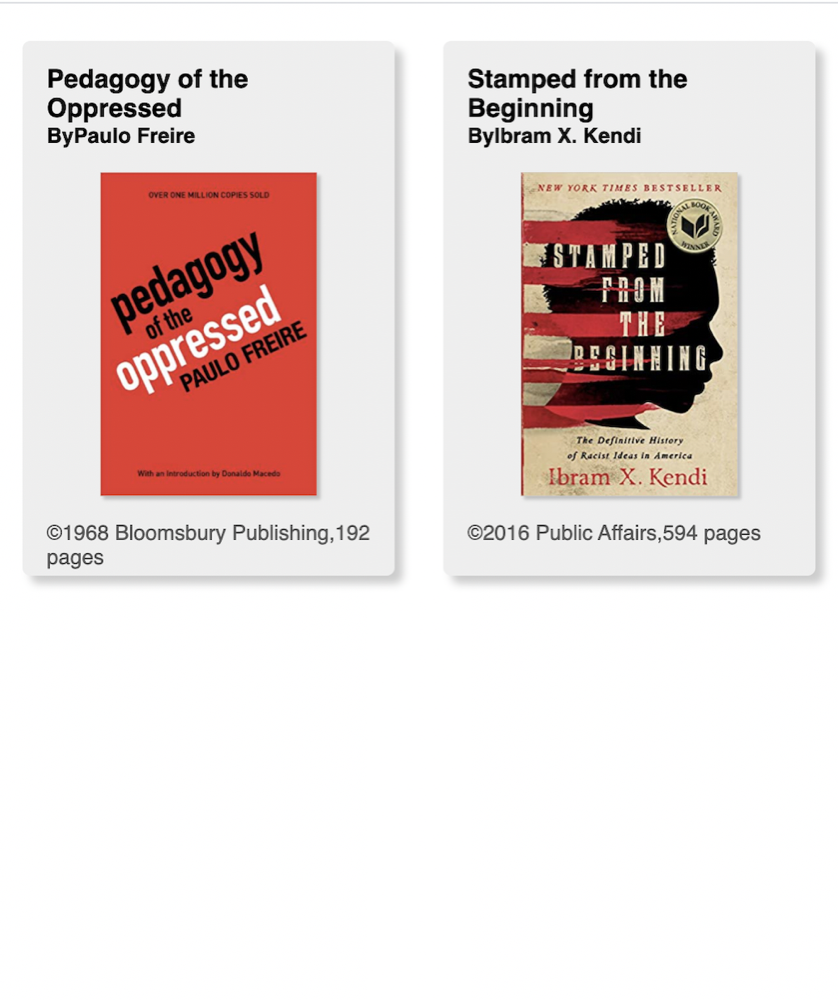 Pedagogy of the
Oppressed
ByPaulo Freire
OVER ONE MILLION COPIES SOLD
pedagogy
of the
oppressed
PAULO FREIRE
With an Introduction by Donaldo Macedo
©1968 Bloomsbury Publishing,192
pages
Stamped from the
Beginning
ByIbram X. Kendi
NEW YORK TIMES BESTSELLER
NATIONAL BOOK AWARD
WINNER
STAMPED
FROM
THE
BEGINNING
The Definitive History
of Racist Ideas in America
Ibram X. Kendi
©2016 Public Affairs,594 pages